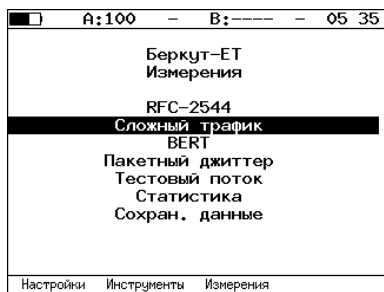 A:100 – B:---- – 05 35
Беркут-ЕТ
Измерения
RFC-2544
Сложный трафик
BERT
Пакетный джиттер
Тестовый поток
Статистика
Сохран. данные
Настройки Инструменты Измерения